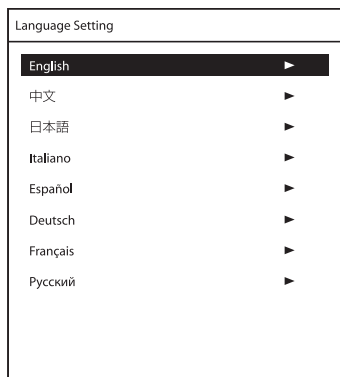 Language Setting
English
中文
日本語
Italiano
Español
Deutsch
Français
Русский